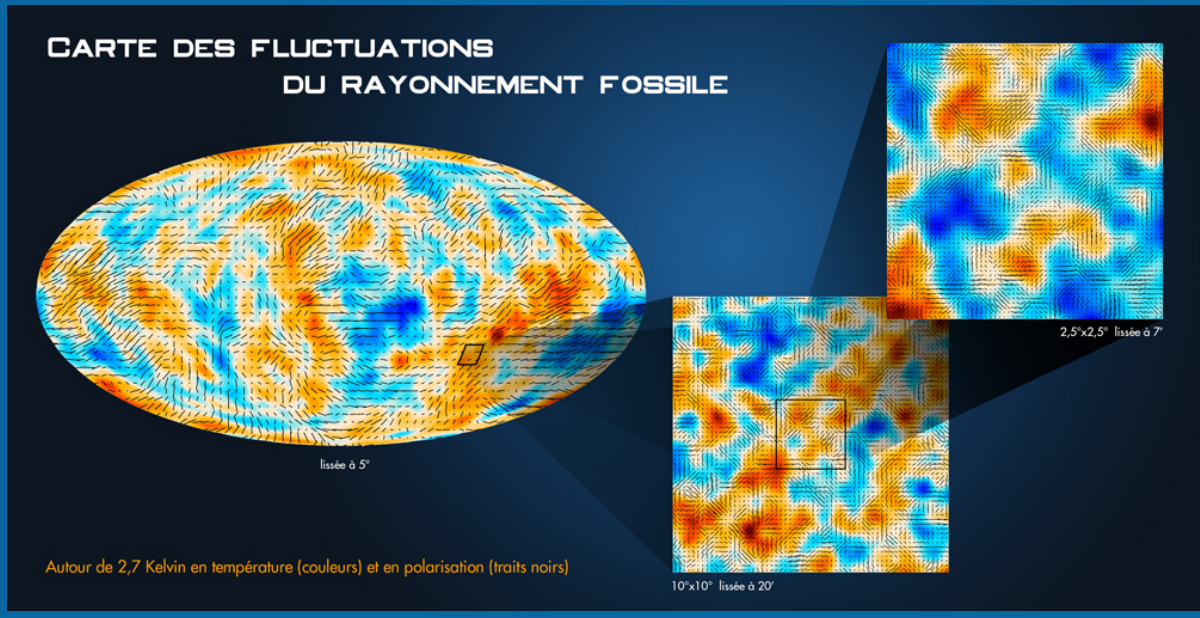 CARTE DES FLUCTUATIONS
DU RAYONNEMENT FOSSILE
2,5°x2,5° lissée à 7'
lissée à 5°
Autour de 2,7 Kelvin en température (couleurs) et en polarisation (traits noirs)
10°x10° lissée à 20'